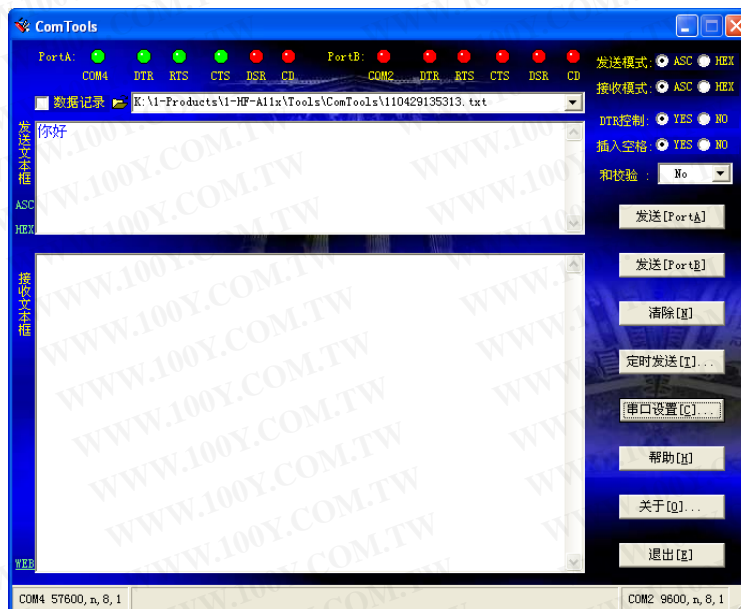 ComTools
PortA: PortB:
COM4 DTR RTS CTS DSR CD COM2 DTR RTS CTS DSR CD
发送模式: ASC HEX
接收模式: ASC HEX
数据记录 K:\1-Products\1-HF-A11x\Tools\ComTools\110429135313.txt
DTR控制: YES NO
插入空格: YES NO
和校验 : No
发送文本框
ASC
HEX
你好
发送[PortA]
发送[PortB]
清除[N]
定时发送[T]...
串口设置[C]...
帮助[H]
关于[O]...
退出[E]
接收文本框
WEB
COM4 57600, n, 8, 1
COM2 9600, n, 8, 1
WWW.100Y.COM.TW